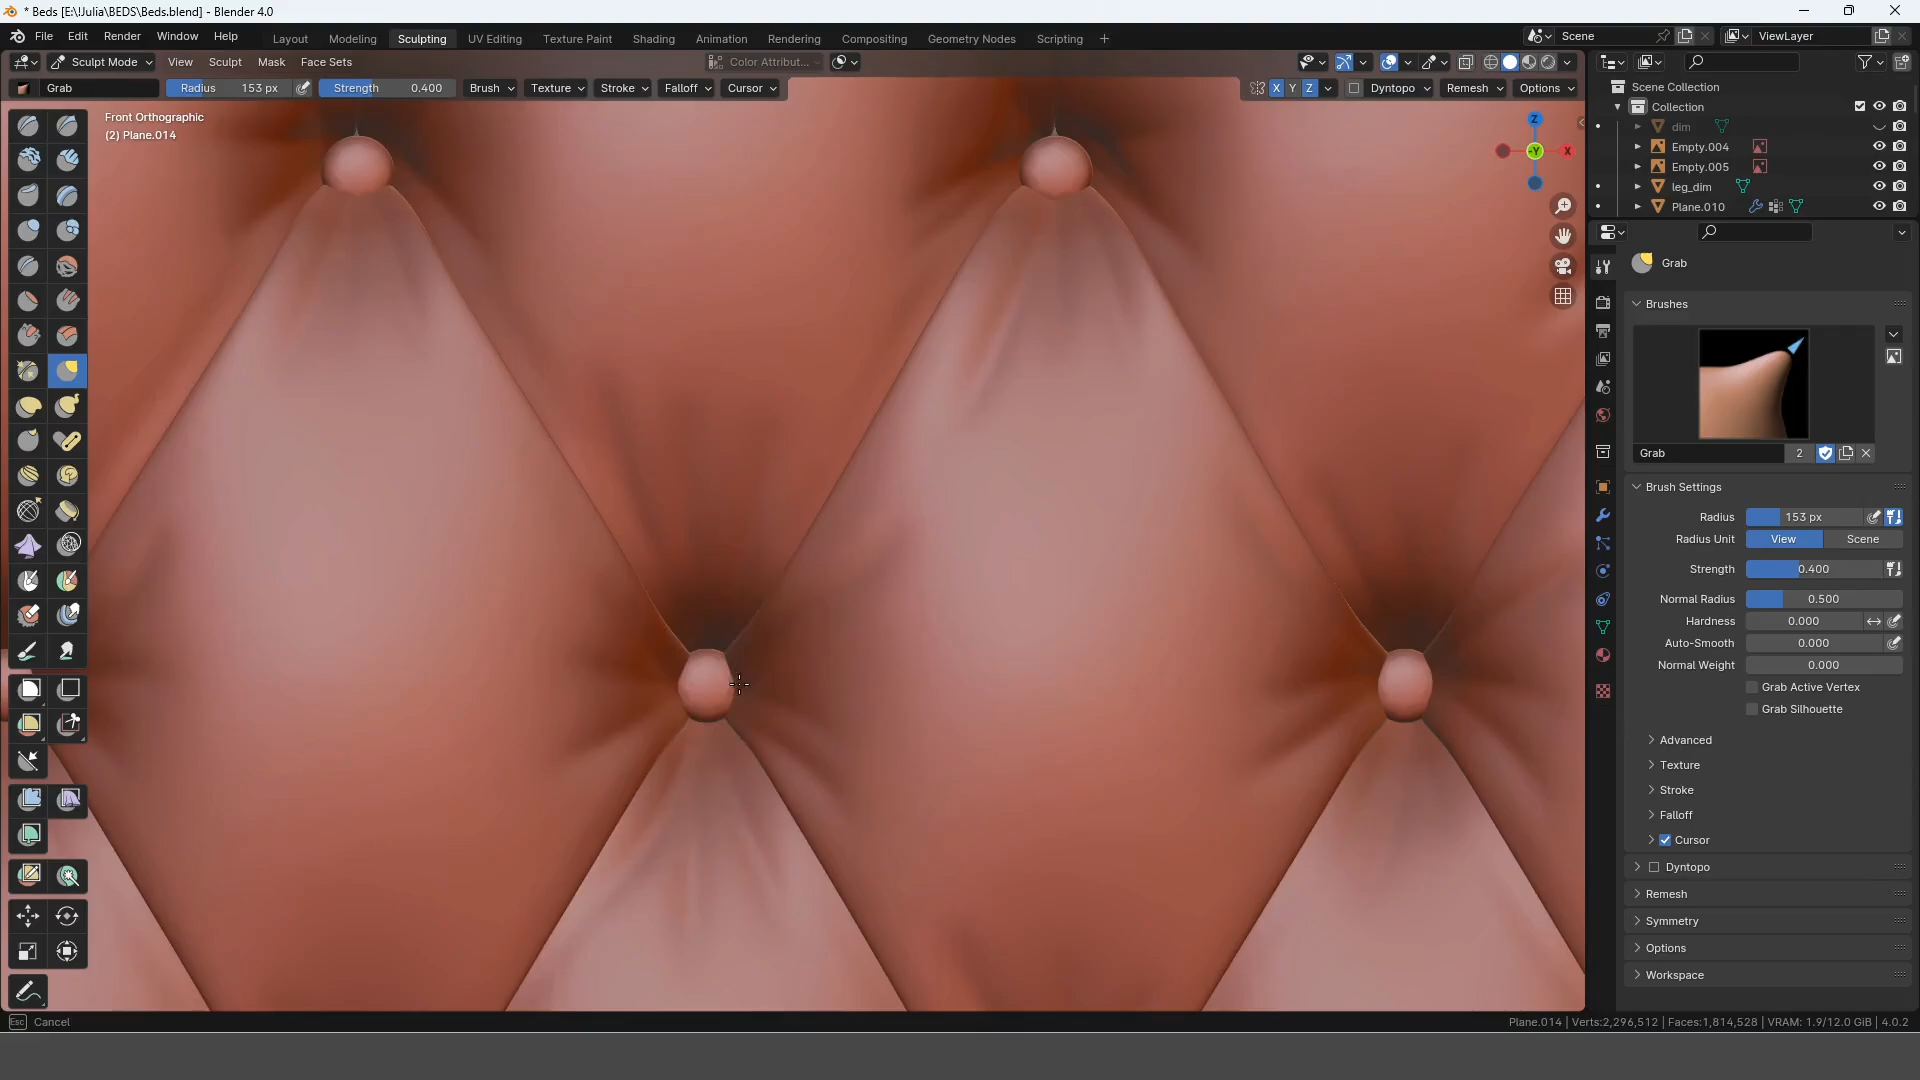 * Beds [E:\!Julia\BEDS\Beds.blend] - Blender 4.0
File Edit Render Window Help
Layout Modeling Sculpting UV Editing Texture Paint Shading Animation Rendering Compositing Geometry Nodes Scripting +
Scene
ViewLayer
Sculpt Mode View Sculpt Mask Face Sets
Color Attribut...
Grab
Radius 153 px
Strength 0.400
Brush Texture Stroke Falloff Cursor
X Y Z
Dyntopo Remesh Options
Front Orthographic
(2) Plane.014
Z
-Y
X
Scene Collection
Collection
dim
Empty.004
Empty.005
leg_dim
Plane.010
Grab
Brushes
Grab 2
Brush Settings
Radius 153 px
Radius Unit View Scene
Strength 0.400
Normal Radius 0.500
Hardness 0.000
Auto-Smooth 0.000
Normal Weight 0.000
Grab Active Vertex
Grab Silhouette
Advanced
Texture
Stroke
Falloff
Cursor
Dyntopo
Remesh
Symmetry
Options
Workspace
Esc Cancel
Plane.014 | Verts:2,296,512 | Faces:1,814,528 | VRAM: 1.9/12.0 GiB | 4.0.2